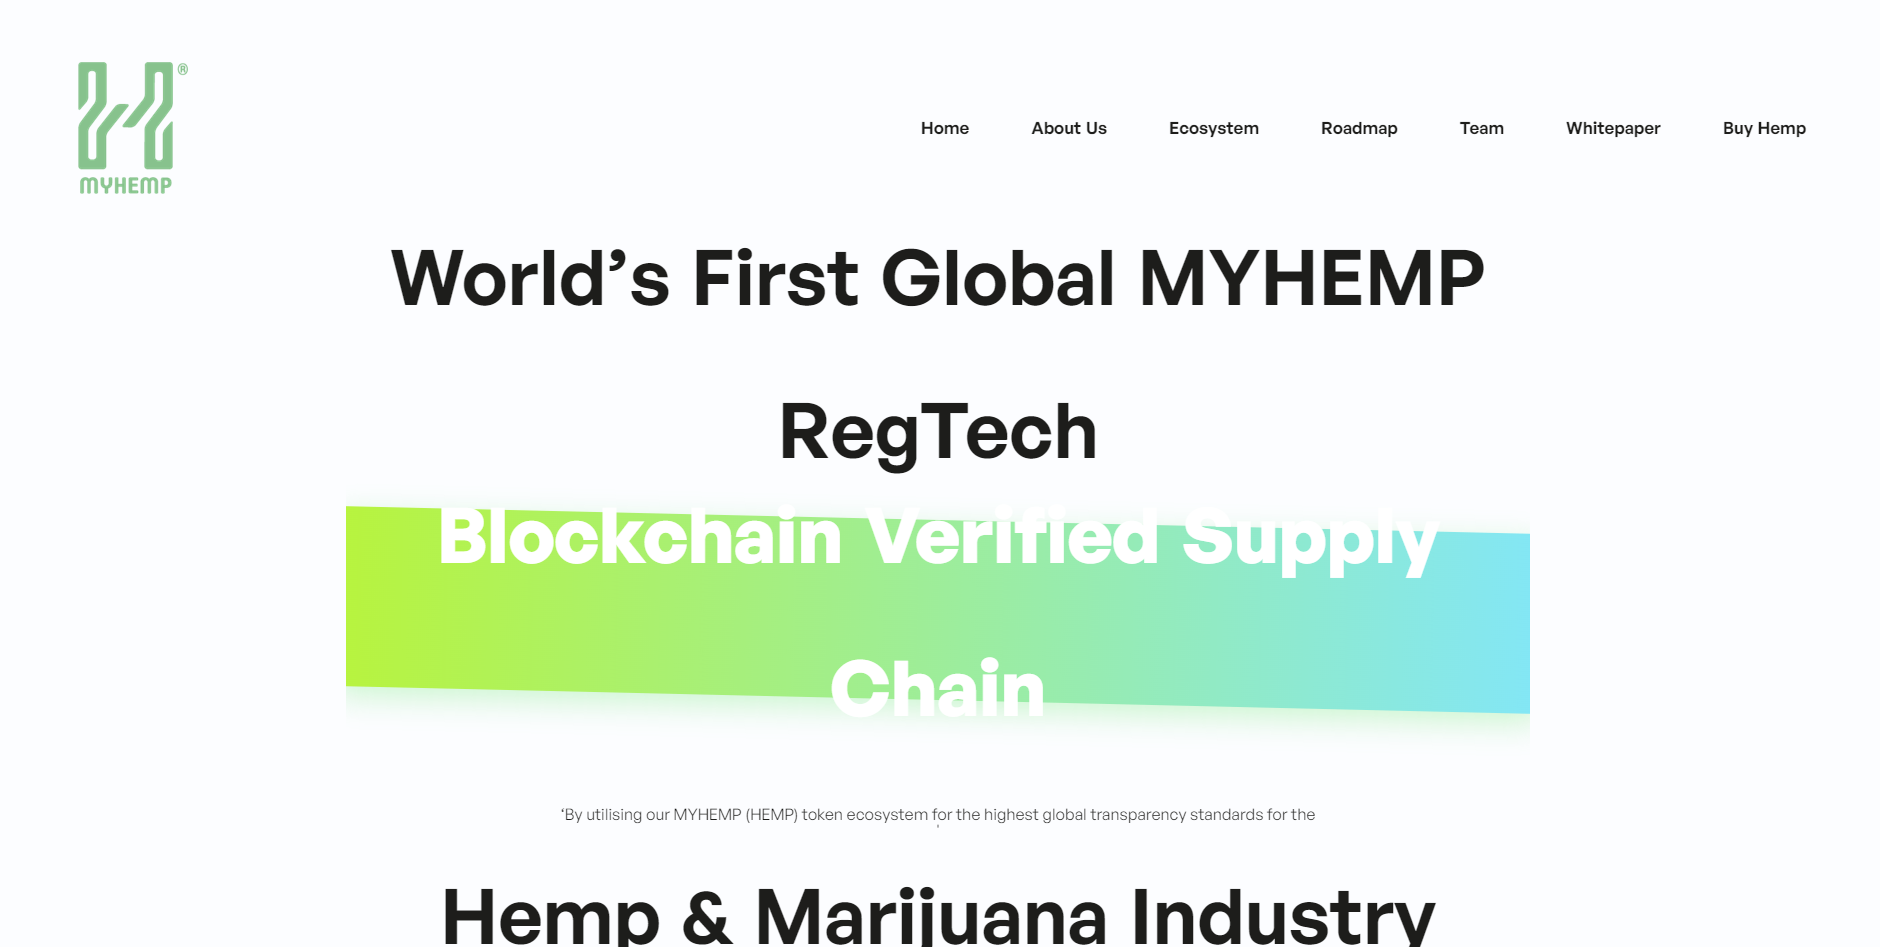 ®
MYHEMP
Home About Us Ecosystem Roadmap Team Whitepaper Buy Hemp
World’s First Global MYHEMP
RegTech
Blockchain Verified Supply
Chain
‘By utilising our MYHEMP (HEMP) token ecosystem for the highest global transparency standards for the
‘
Hemp & Marijuana Industry